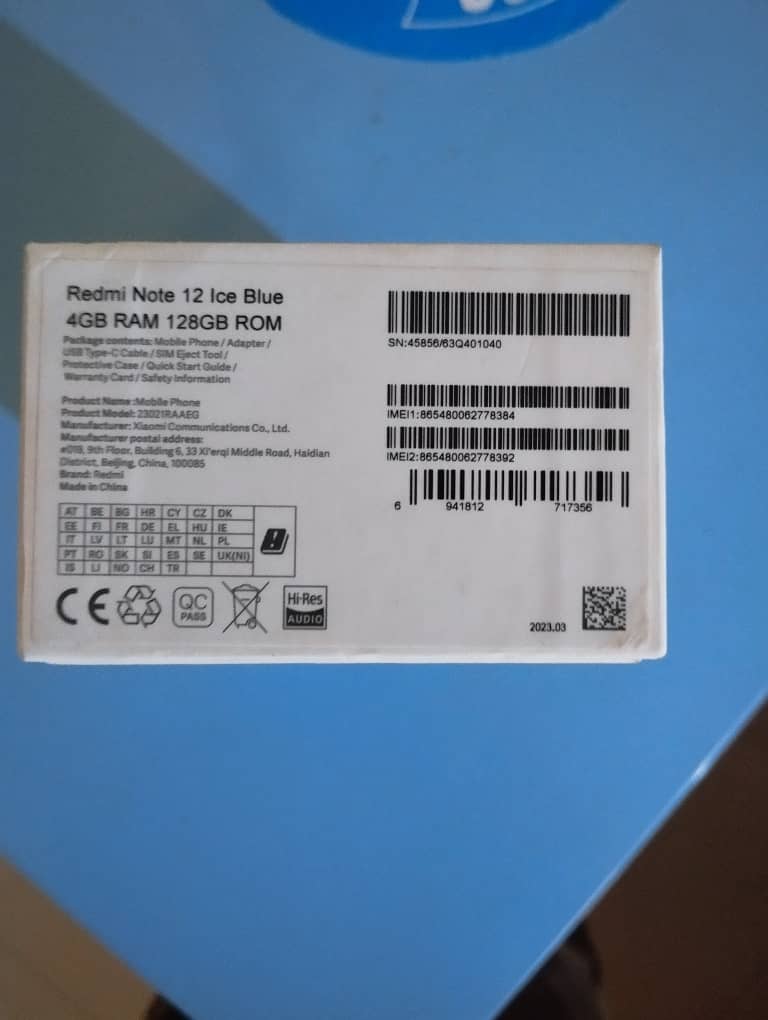 Redmi Note 12 Ice Blue
4GB RAM 128GB ROM
Package contents: Mobile Phone / Adapter /
USB Type-C Cable / SIM Eject Tool /
Protective Case / Quick Start Guide /
Warranty Card / Safety Information
Product Name :Mobile Phone
Product Model: 23021RAAEG
Manufacturer: Xiaomi Communications Co., Ltd.
Manufacturer postal address:
#019, 9th Floor, Building 6, 33 Xi'erqi Middle Road, Haidian
District, Beijing, China, 100085
Brand: Redmi
Made in China
AT BE BG HR CY CZ DK
EE FI FR DE EL HU IE
IT LV LT LU MT NL PL
PT RO SK SI ES SE UK(NI)
IS LI NO CH TR
CE
QC
PASS
Hi-Res
AUDIO
SN:45856/63Q401040
IMEI1:865480062778384
IMEI2:865480062778392
6 941812 717356
2023.03